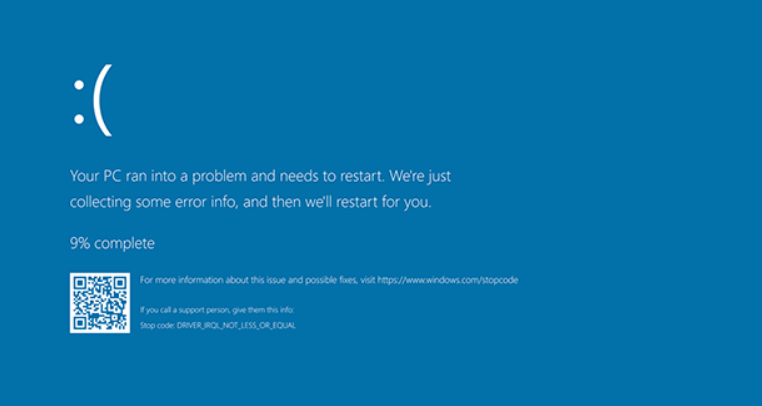 :(
Your PC ran into a problem and needs to restart. We're just
collecting some error info, and then we'll restart for you.
9% complete
For more information about this issue and possible fixes, visit https://www.windows.com/stopcode
If you call a support person, give them this info:
Stop code: DRIVER_IRQL_NOT_LESS_OR_EQUAL